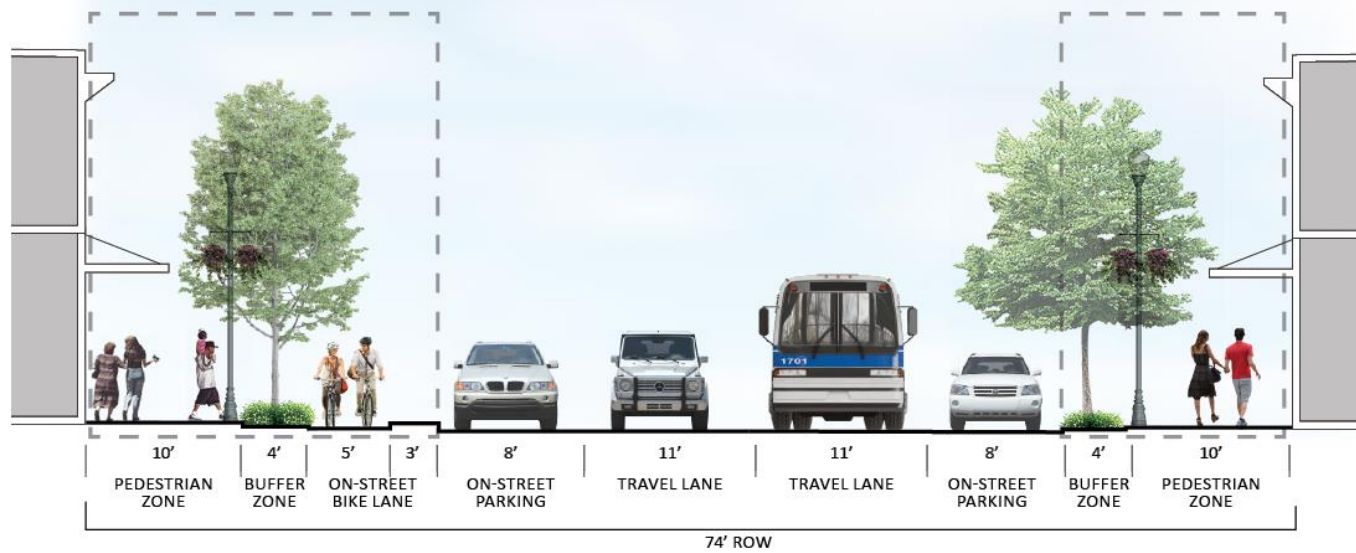 1701
10’ 4’ 5’ 3’ 8’ 11’ 11’ 8’ 4’ 10’
PEDESTRIAN ZONE
BUFFER ZONE
ON-STREET BIKE LANE
ON-STREET PARKING
TRAVEL LANE
TRAVEL LANE
ON-STREET PARKING
BUFFER ZONE
PEDESTRIAN ZONE
74’ ROW